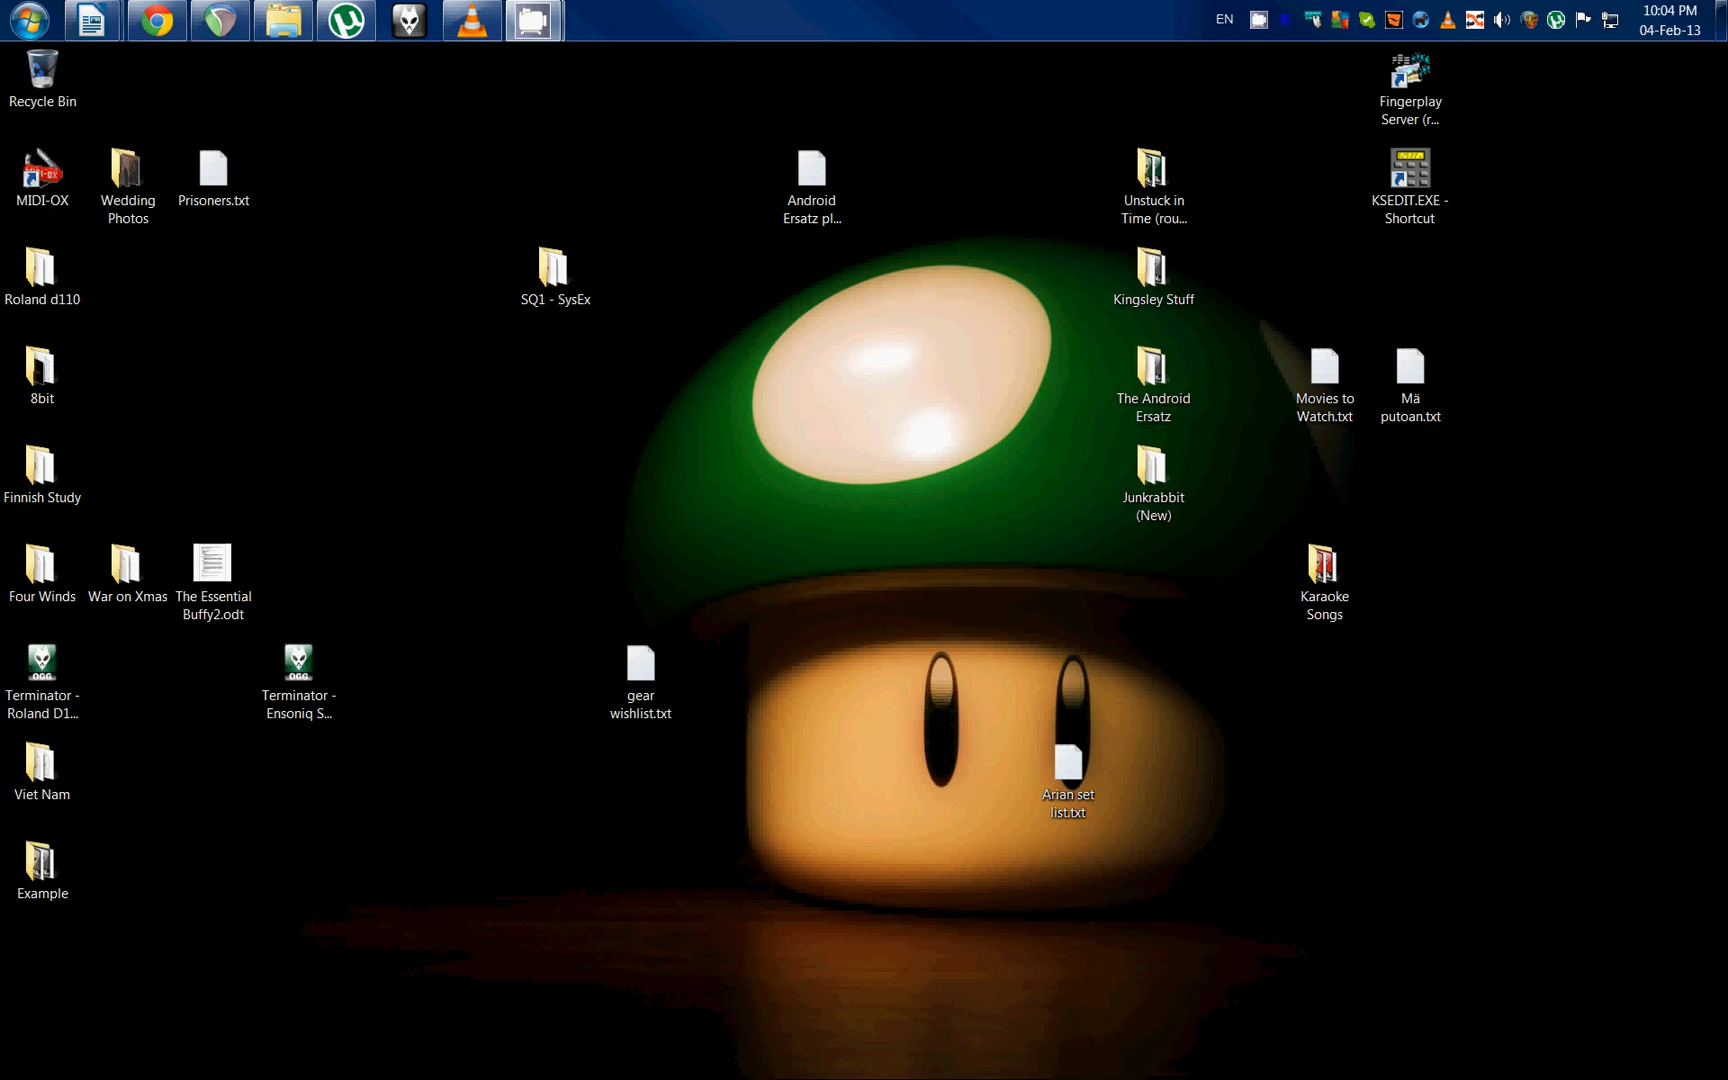 EN
10:04 PM
04-Feb-13
Recycle Bin
Fingerplay
Server (r...
MIDI-OX
Wedding
Photos
Prisoners.txt
Android
Ersatz pl...
Unstuck in
Time (rou...
KSEDIT.EXE -
Shortcut
Roland d110
SQ1 - SysEx
Kingsley Stuff
8bit
The Android
Ersatz
Movies to
Watch.txt
Mä
putoan.txt
Finnish Study
Junkrabbit
(New)
Four Winds
War on Xmas
The Essential
Buffy2.odt
Karaoke
Songs
OGG
Terminator -
Roland D1...
OGG
Terminator -
Ensoniq S...
gear
wishlist.txt
Viet Nam
Arian set
list.txt
Example